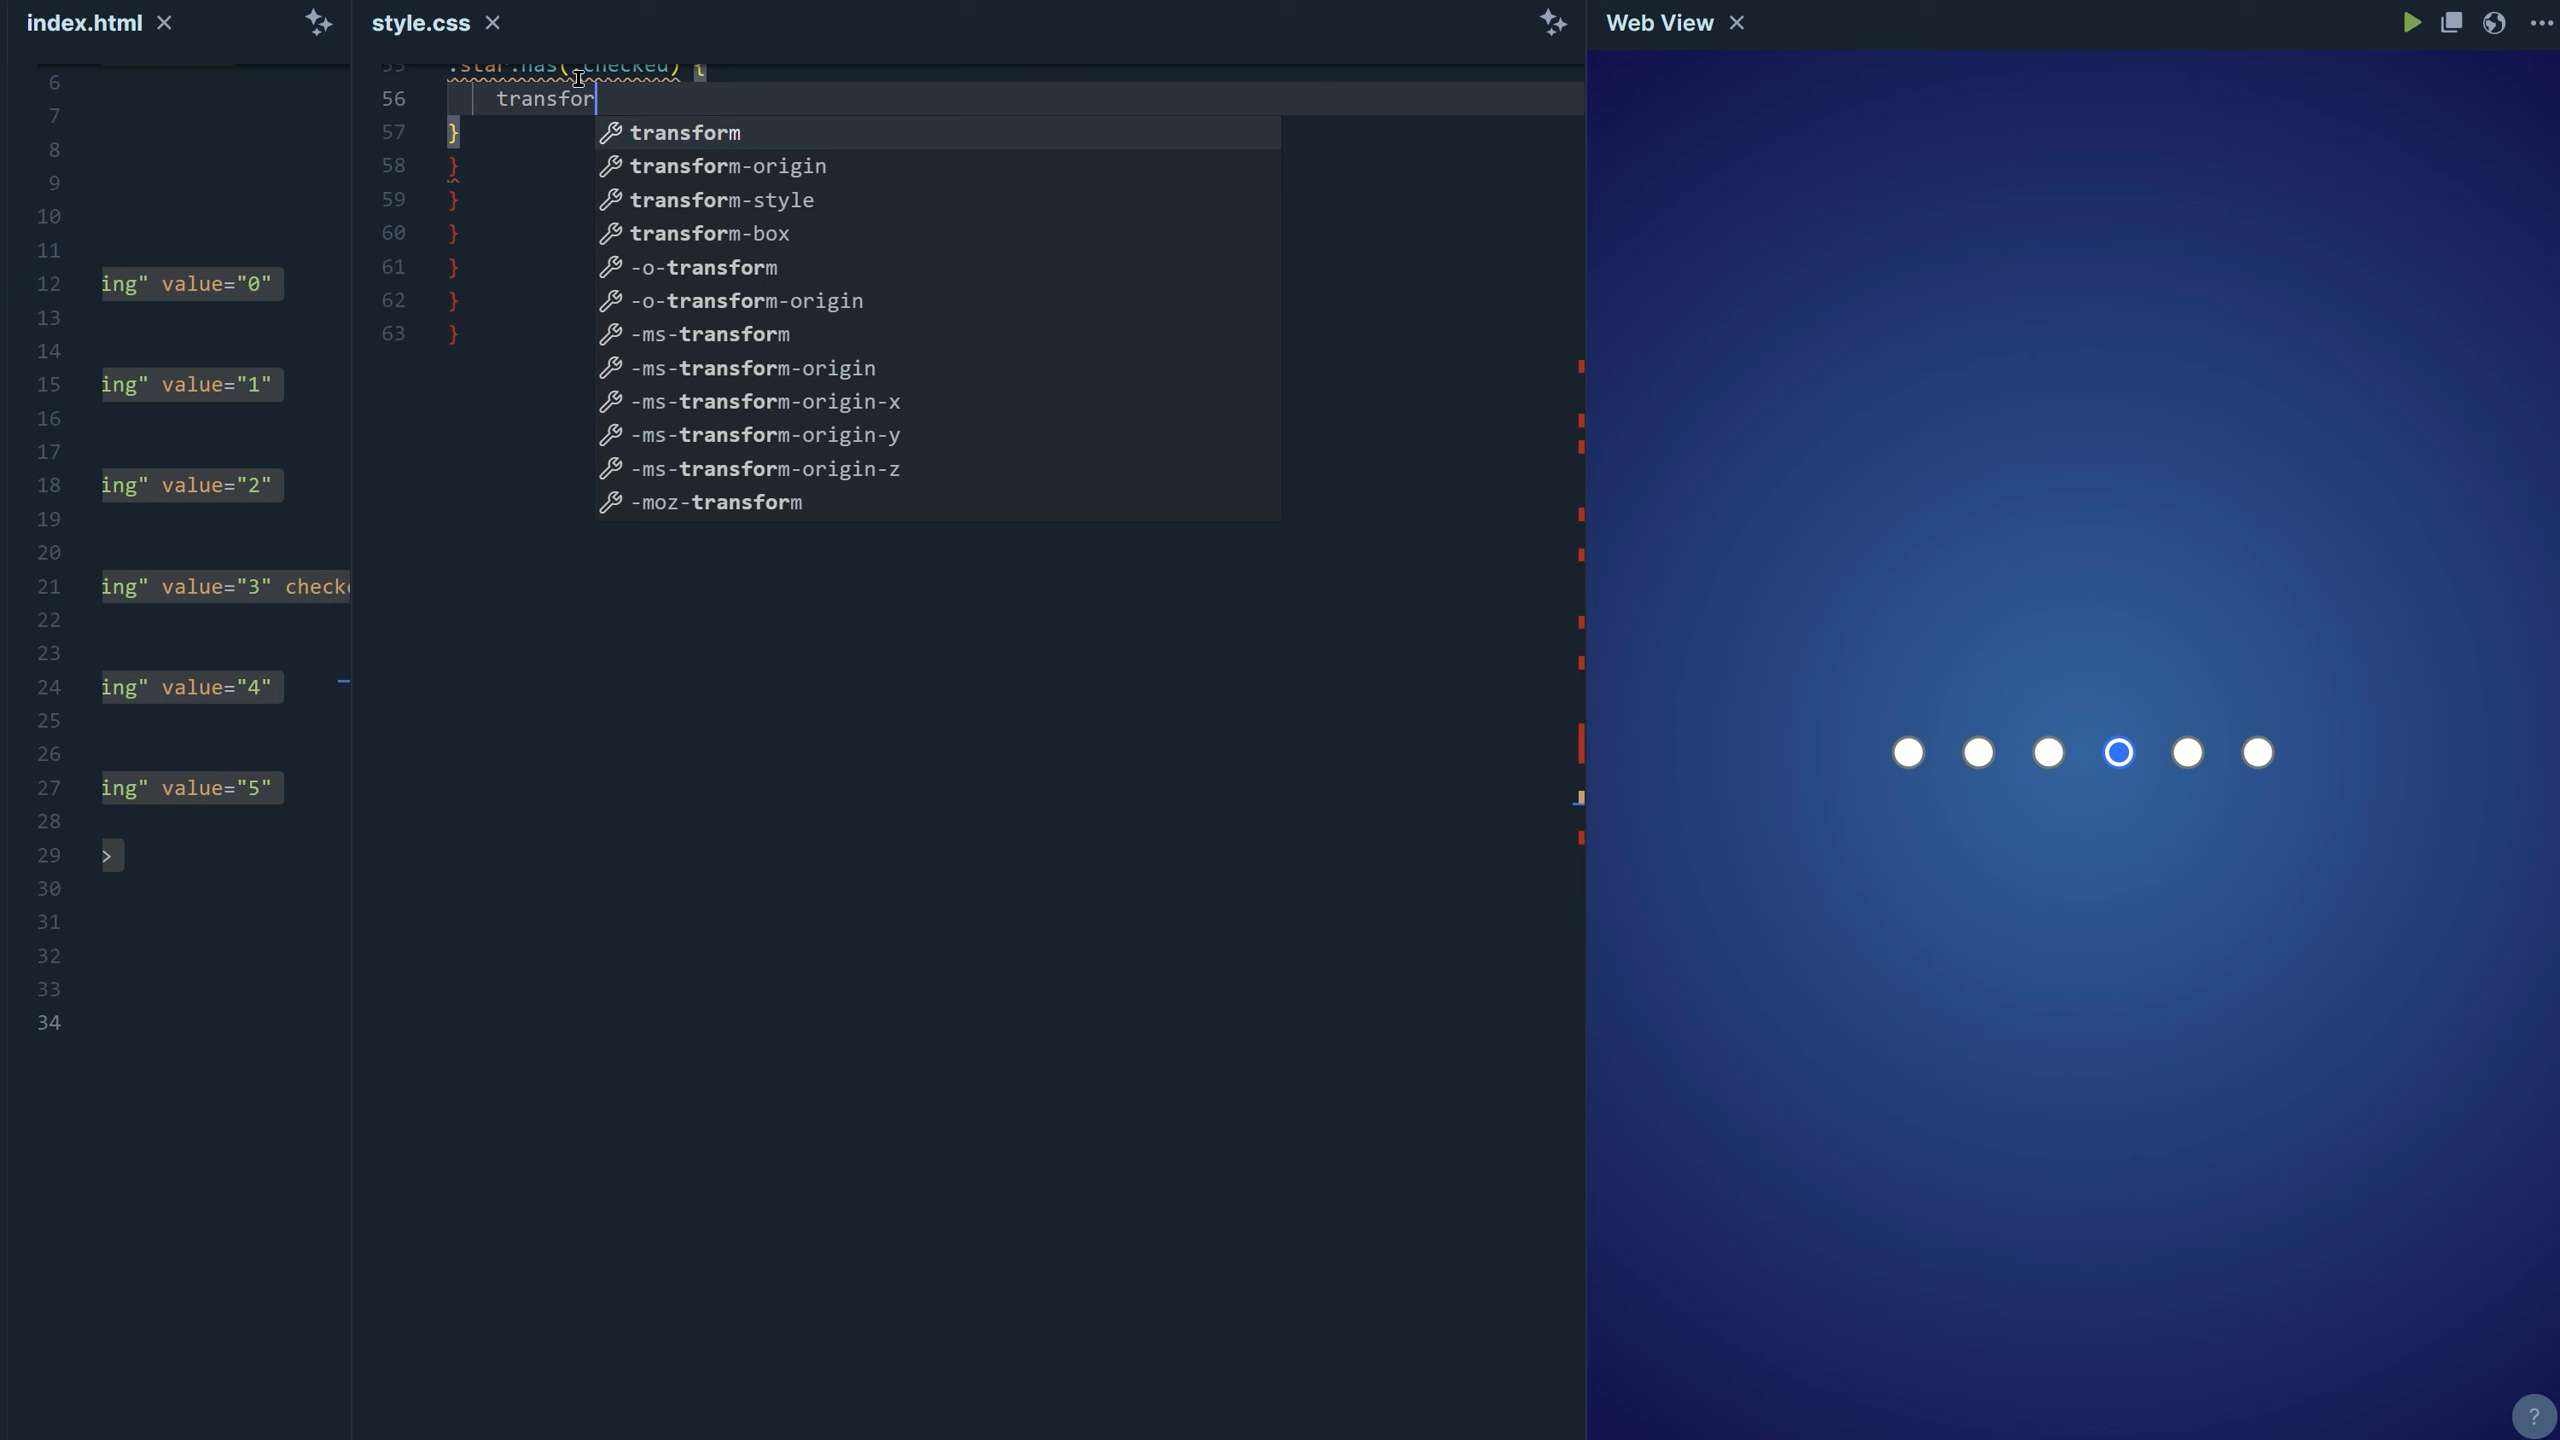 index.html
6
7
8
9
10
11
12 ing" value="0"
13
14
15 ing" value="1"
16
17
18 ing" value="2"
19
20
21 ing" value="3" check
22
23
24 ing" value="4"
25
26
27 ing" value="5"
28
29 >
30
31
32
33
34
style.css
55 .star:has(:checked) {
56 transfor
57 }
58 }
59 }
60 }
61 }
62 }
63 }
transform
transform-origin
transform-style
transform-box
-o-transform
-o-transform-origin
-ms-transform
-ms-transform-origin
-ms-transform-origin-x
-ms-transform-origin-y
-ms-transform-origin-z
-moz-transform
Web View
?